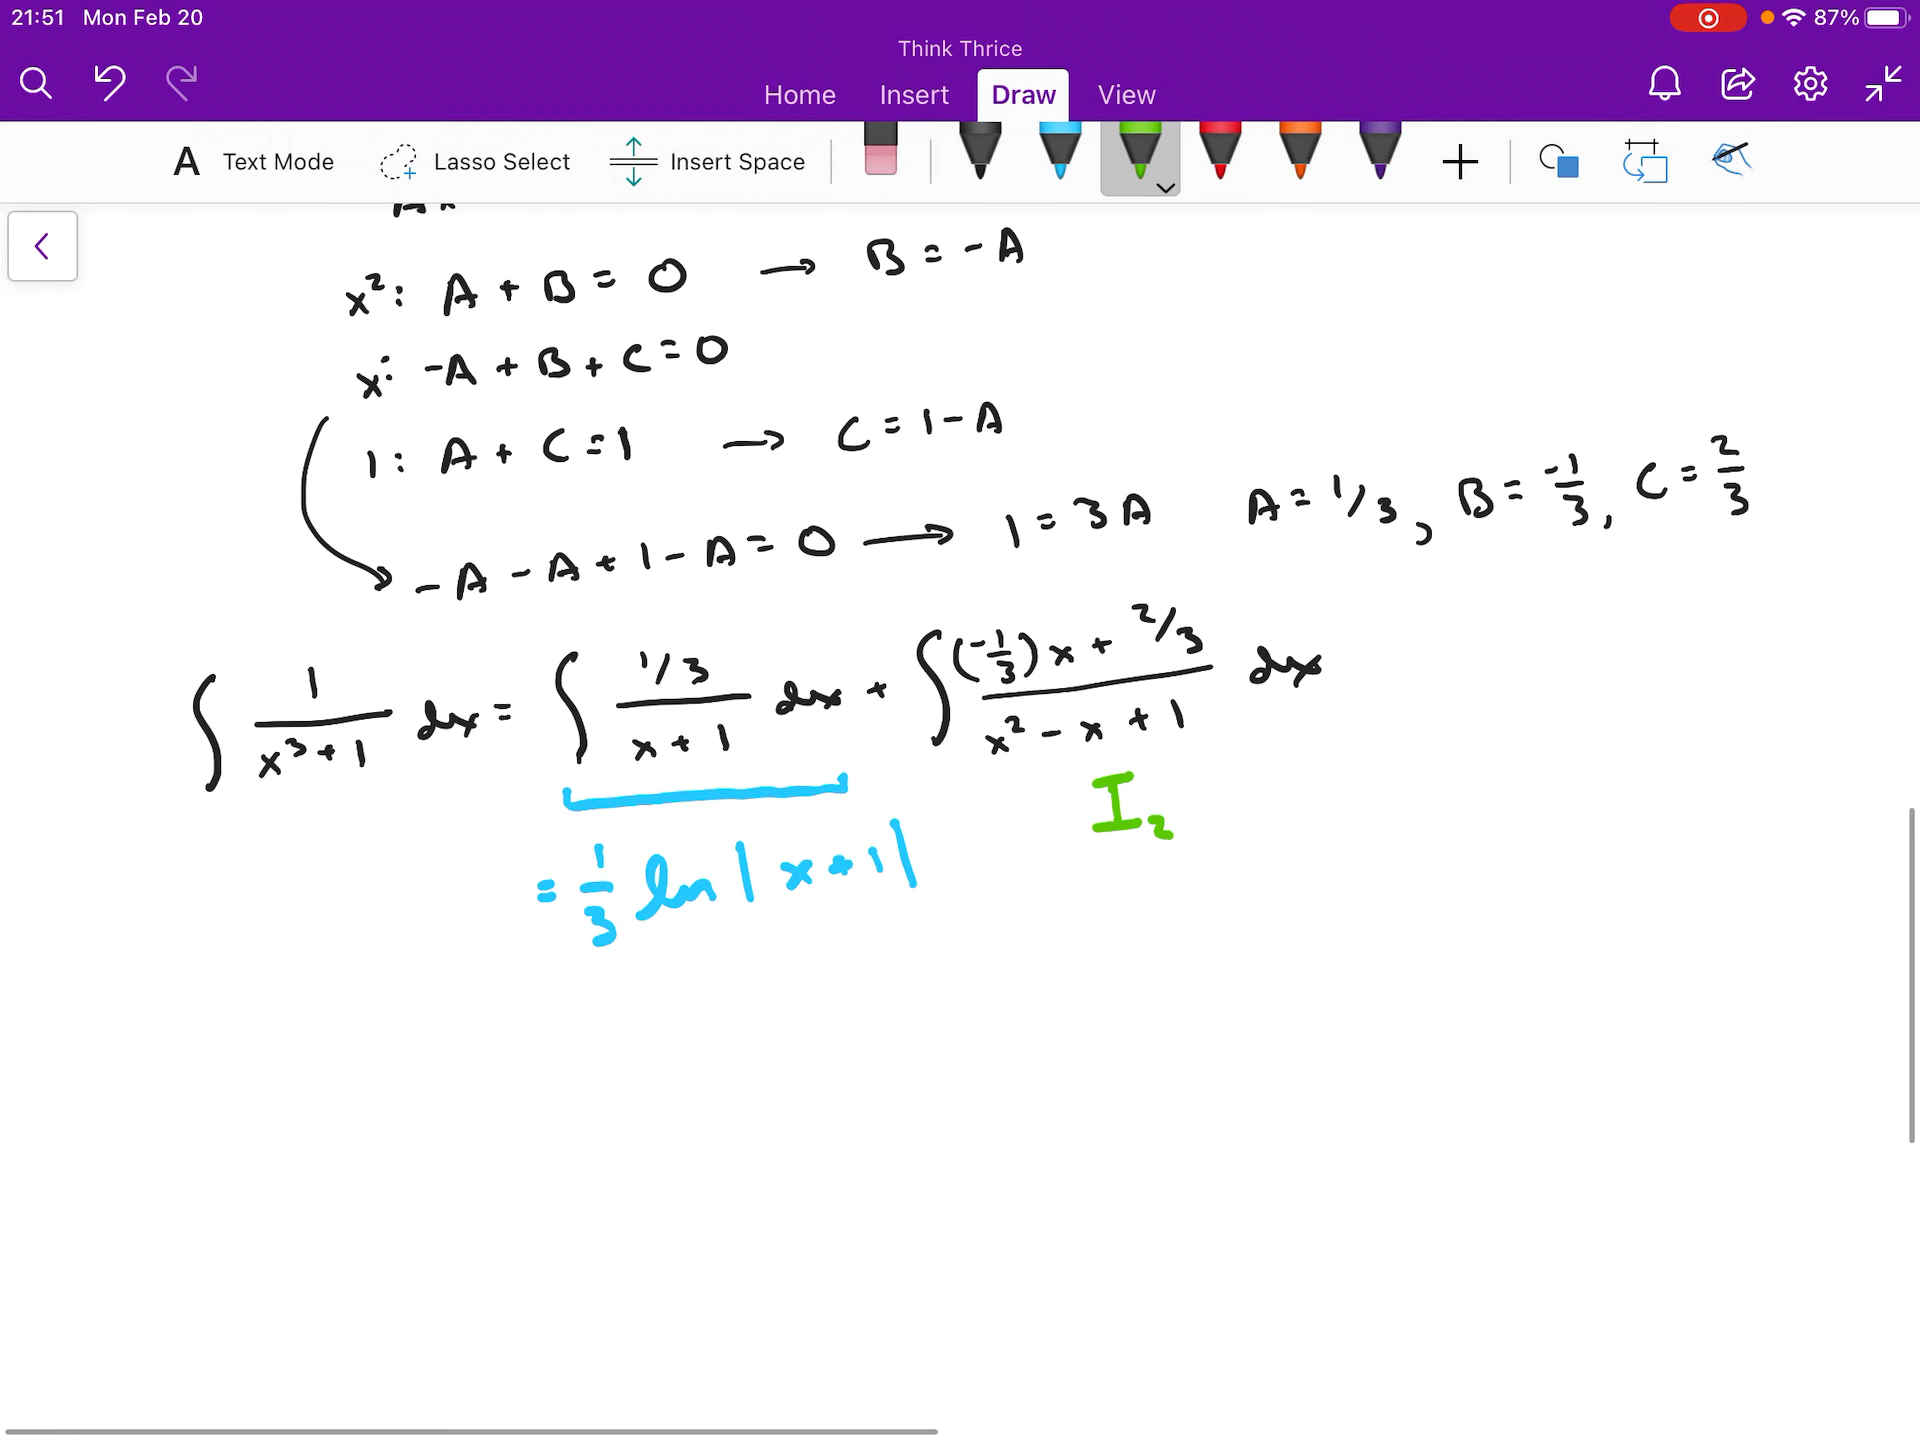 21:51 Mon Feb 20
87%
Think Thrice
Home Insert Draw View
A Text Mode Lasso Select Insert Space
x²: A + B = 0 → B = -A
x: -A + B + C = 0
1: A + C = 1 → C = 1 - A
-A - A + 1 - A = 0 → 1 = 3A A = 1/3, B = -1/3, C = 2/3
∫ 1/(x³+1) dx = ∫ (1/3)/(x+1) dx + ∫ ((-1/3)x + 2/3)/(x² - x + 1) dx
I₂
= 1/3 ln|x+1|